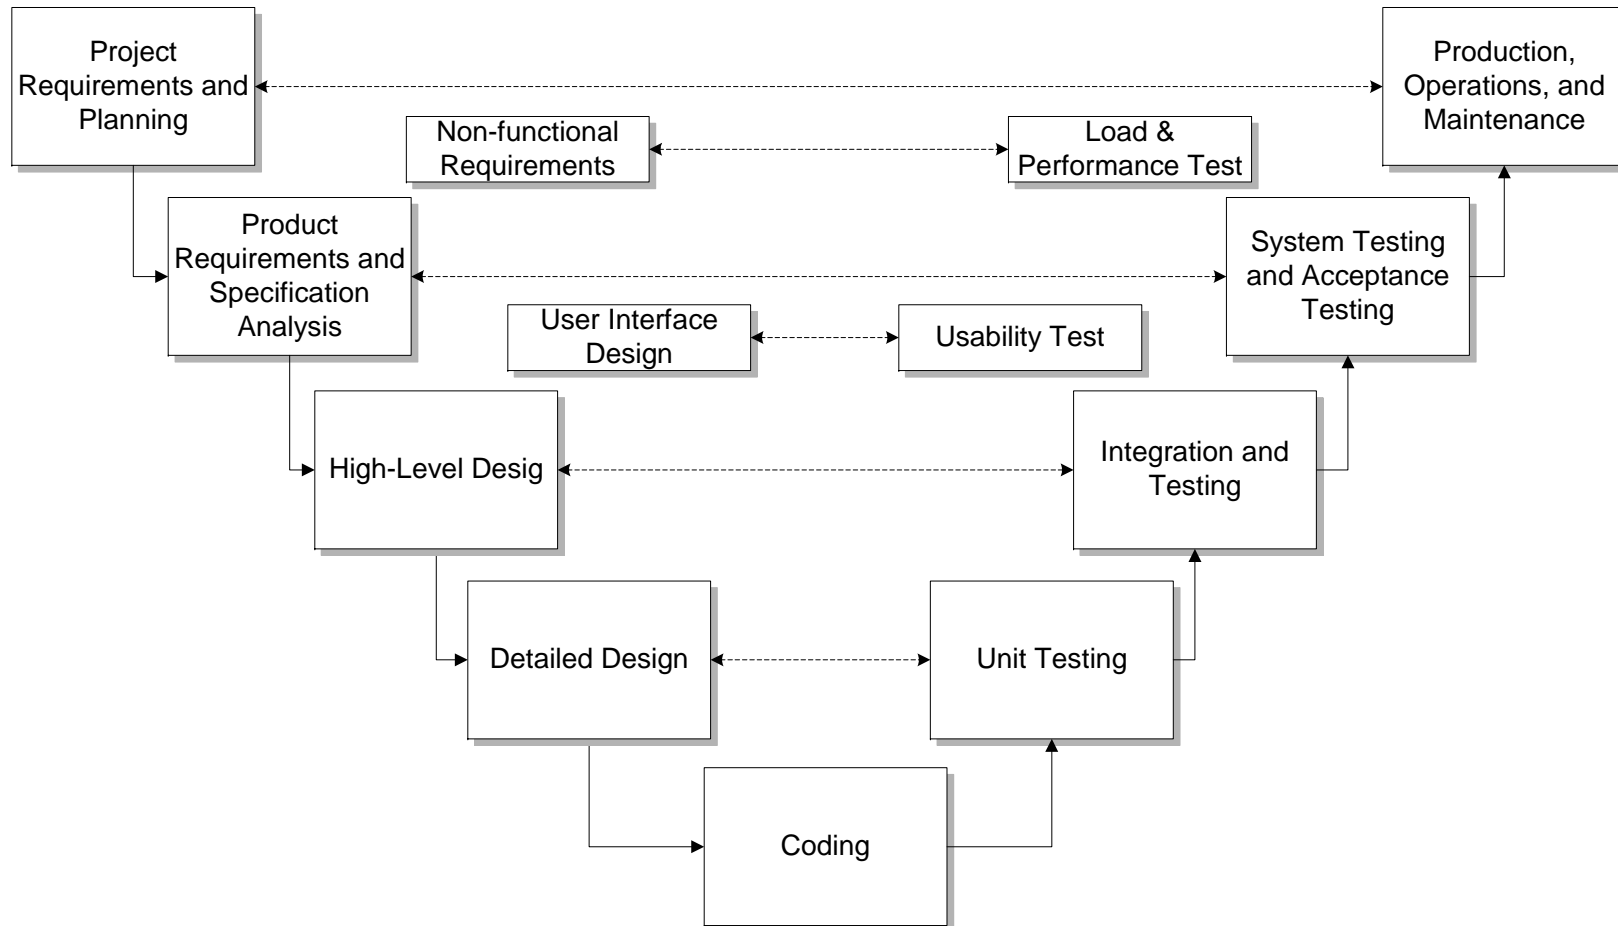 Project
Requirements and
Planning
Production,
Operations, and
Maintenance
Non-functional
Requirements
Load &
Performance Test
Product
Requirements and
Specification
Analysis
System Testing
and Acceptance
Testing
User Interface
Design
Usability Test
High-Level Desig
Integration and
Testing
Detailed Design
Unit Testing
Coding